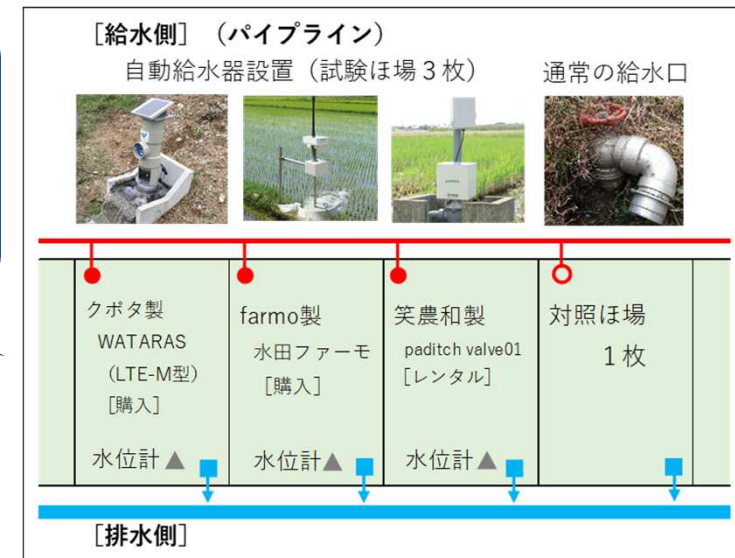 ［給水側］（パイプライン）
自動給水器設置（試験ほ場３枚）
通常の給水口
クボタ製
WATARAS
（LTE-M型）
［購入］
水位計▲
farmo製
水田ファーモ
［購入］
水位計▲
笑農和製
paditch valve01
［レンタル］
水位計▲
対照ほ場
１枚
［排水側］